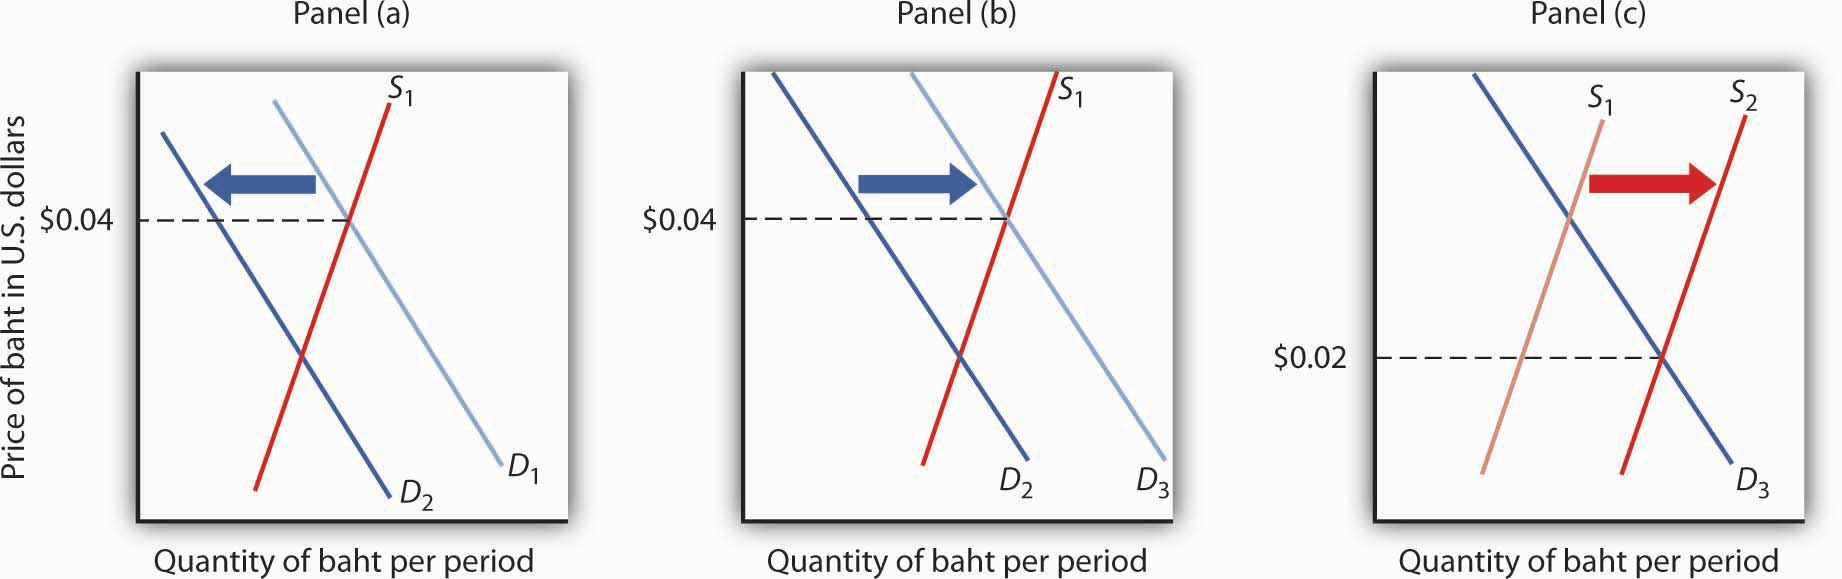 Panel (a)
Panel (b)
Panel (c)
Price of baht in U.S. dollars
$0.04
S1
D1
D2
Quantity of baht per period
$0.04
S1
D2
D3
Quantity of baht per period
$0.02
S1
S2
D3
Quantity of baht per period